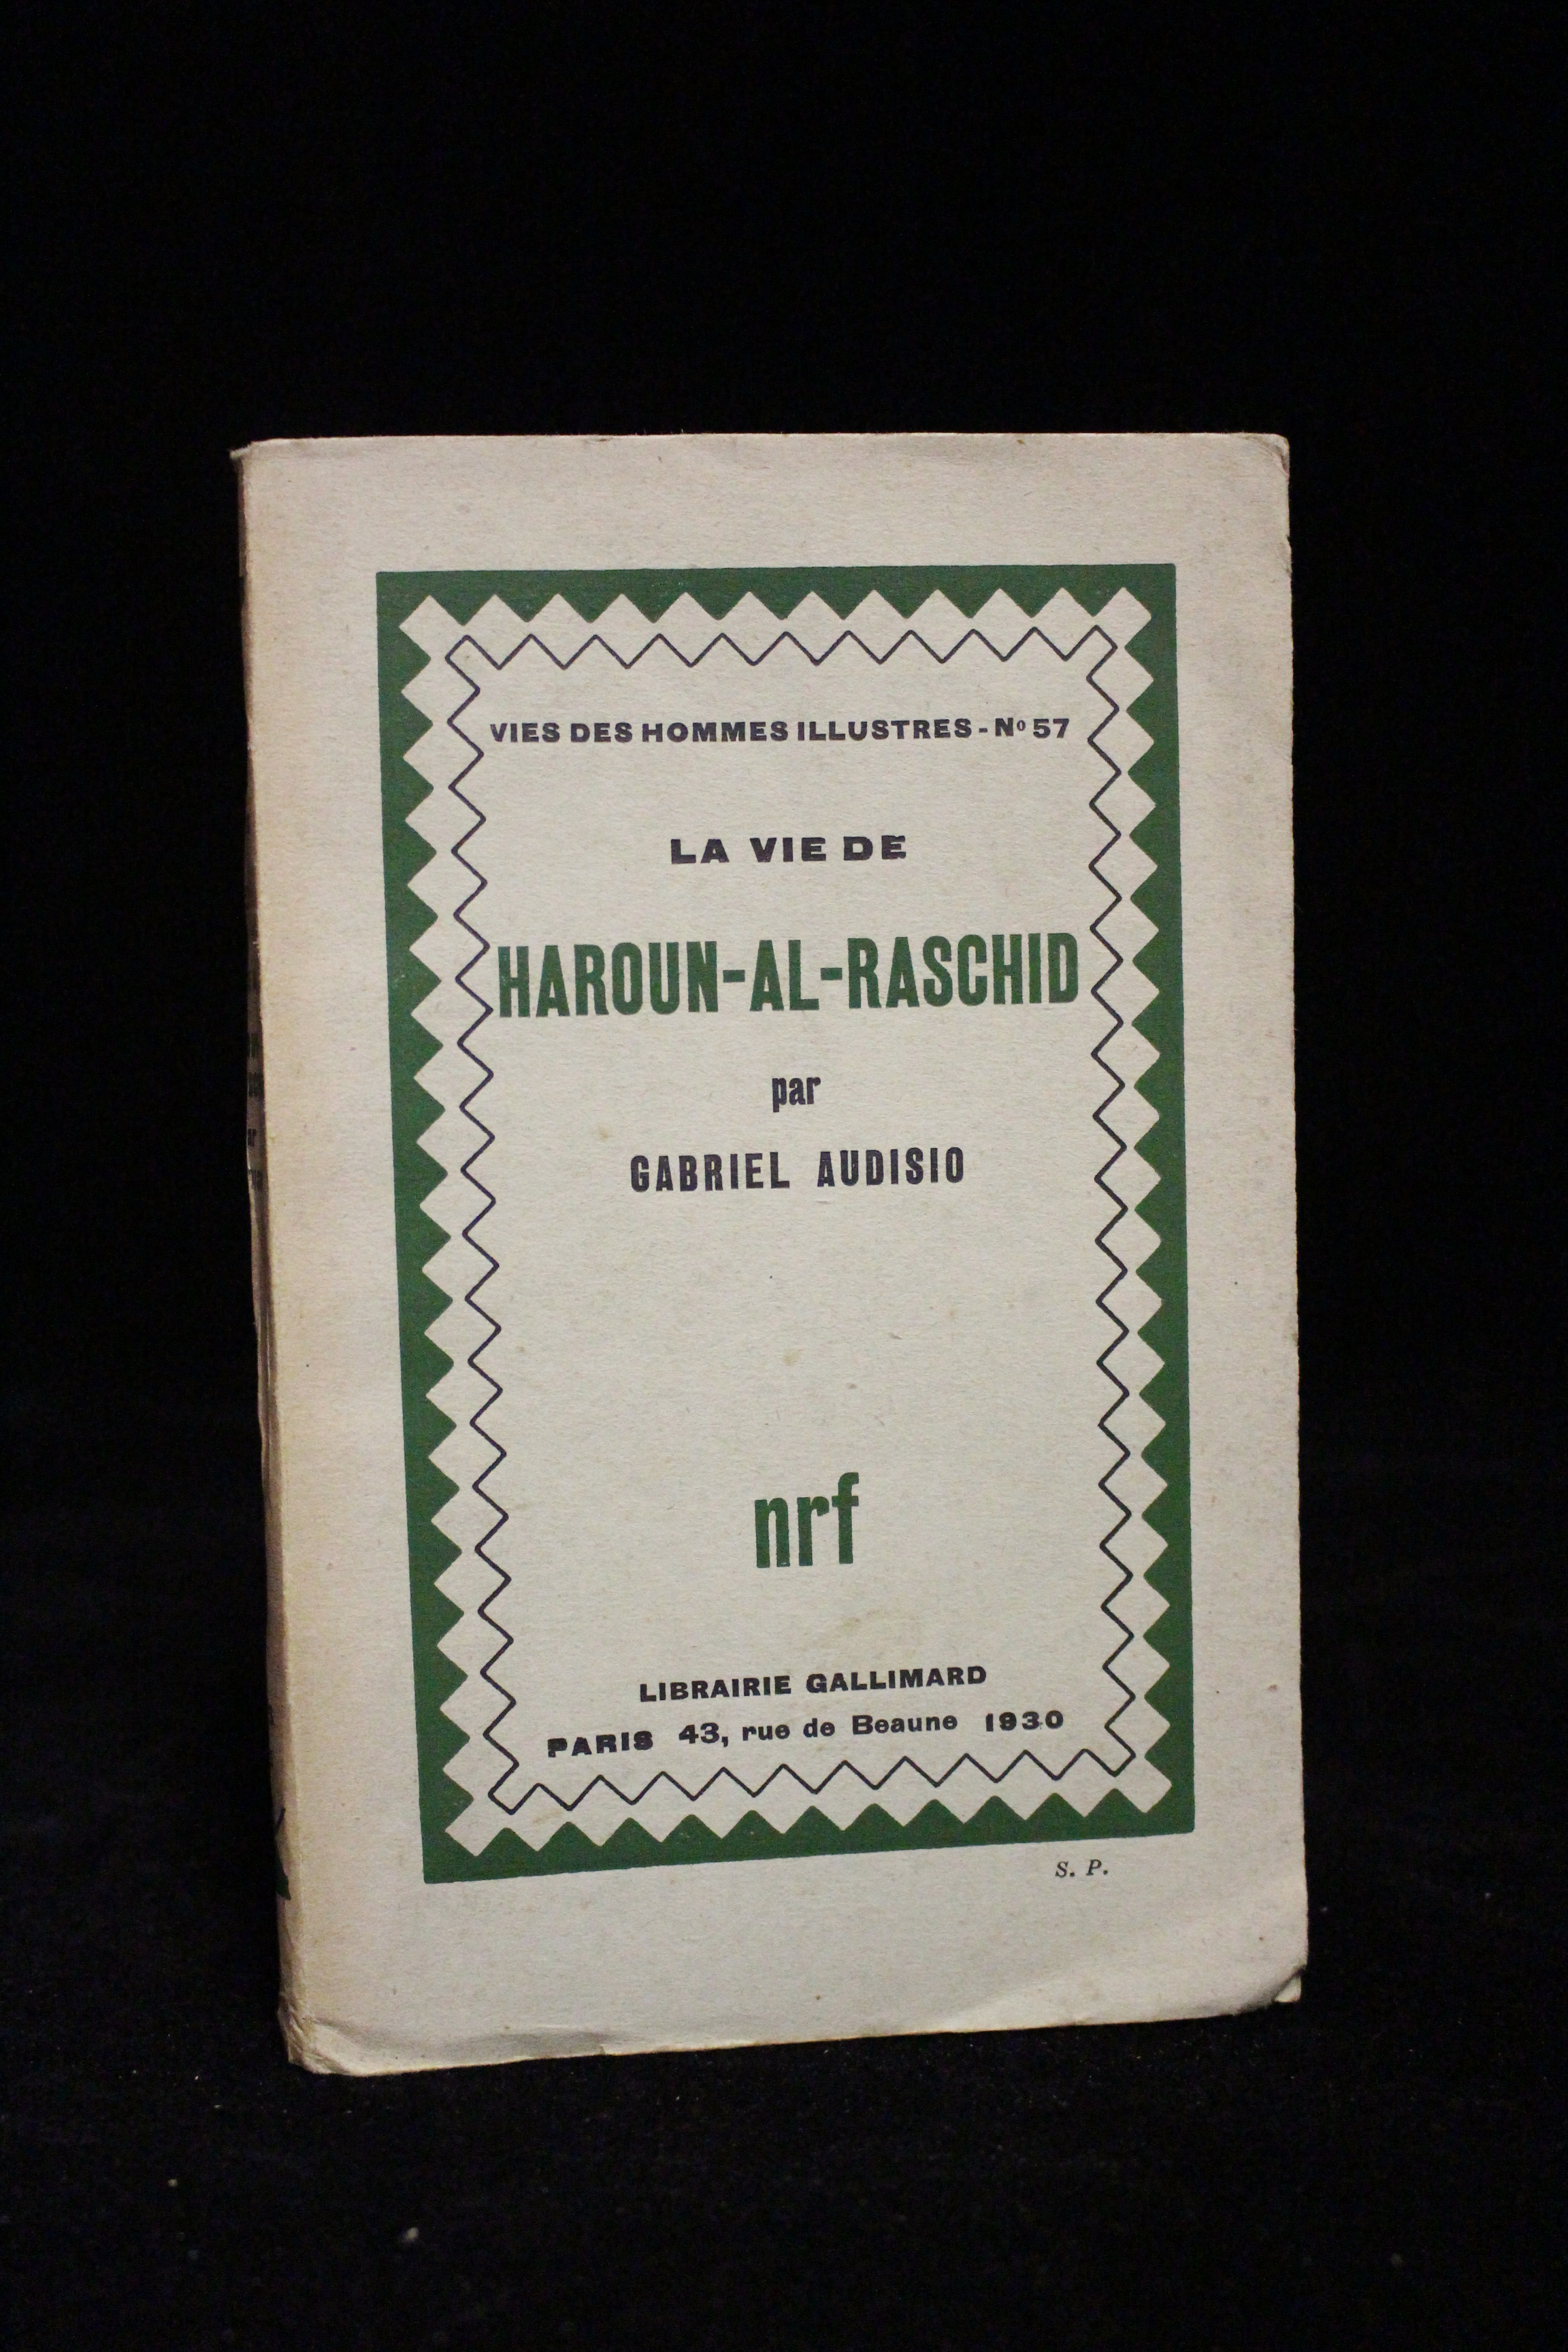 VIES DES HOMMES ILLUSTRES - Nº 57
LA VIE DE
HAROUN-AL-RASCHID
par
GABRIEL AUDISIO
nrf
LIBRAIRIE GALLIMARD
PARIS 43, rue de Beaune 1930
S. P.